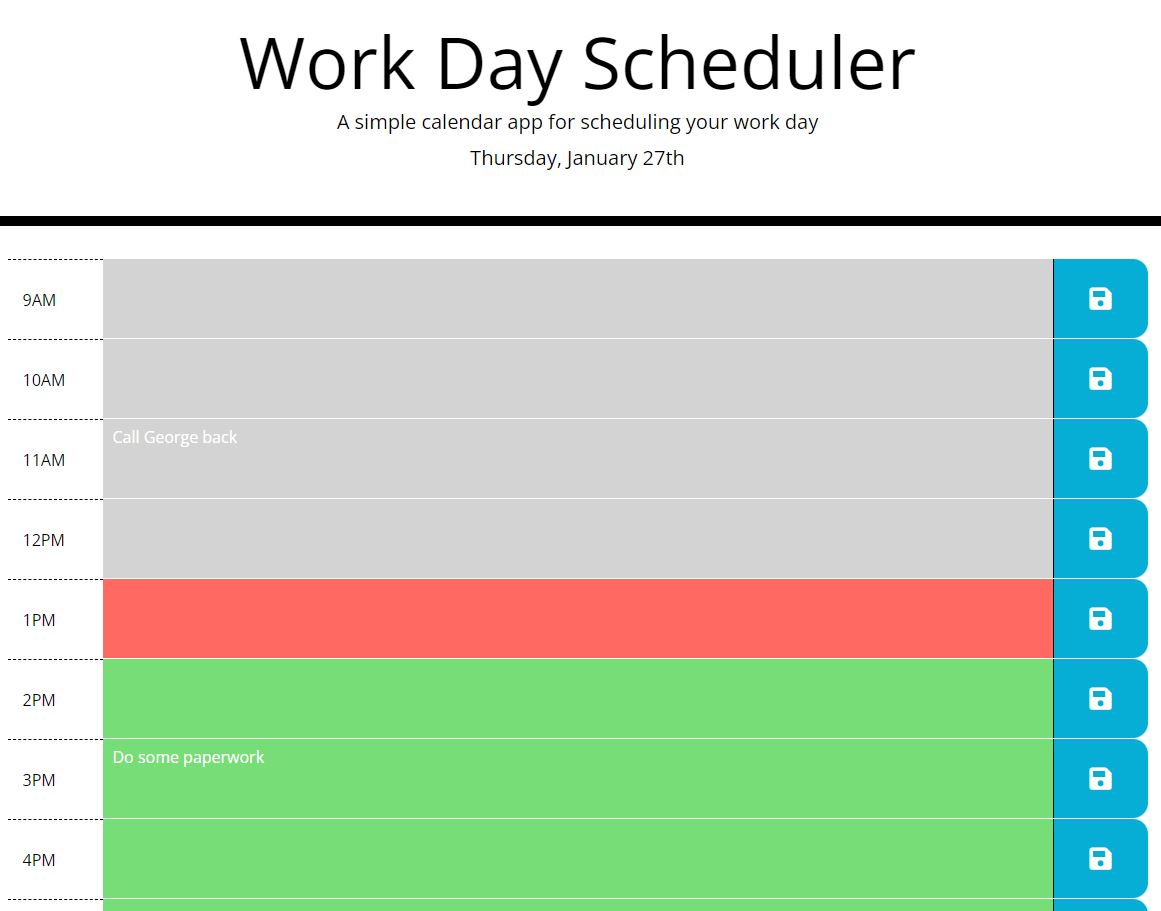 Work Day Scheduler
A simple calendar app for scheduling your work day
Thursday, January 27th
9AM
10AM
Call George back
11AM
12PM
1PM
2PM
Do some paperwork
3PM
4PM